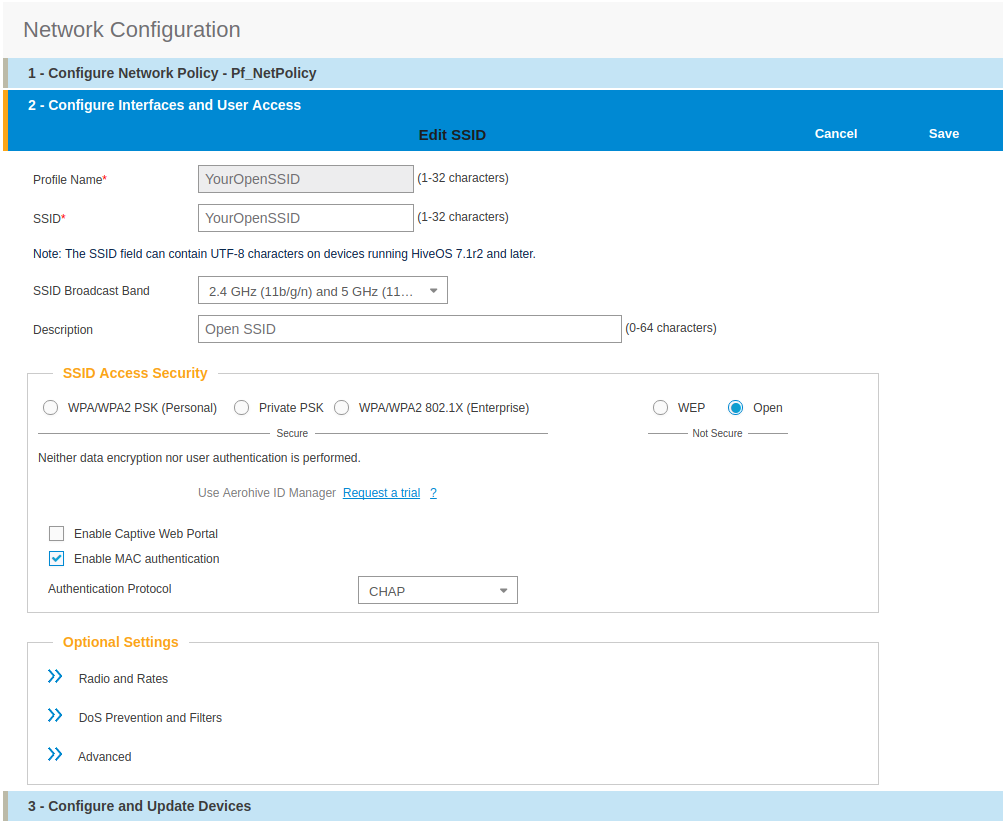 Network Configuration
1 - Configure Network Policy - Pf_NetPolicy
2 - Configure Interfaces and User Access
Edit SSID Cancel Save
Profile Name* YourOpenSSID (1-32 characters)
SSID* YourOpenSSID (1-32 characters)
Note: The SSID field can contain UTF-8 characters on devices running HiveOS 7.1r2 and later.
SSID Broadcast Band 2.4 GHz (11b/g/n) and 5 GHz (11...
Description Open SSID (0-64 characters)
SSID Access Security
WPA/WPA2 PSK (Personal) Private PSK WPA/WPA2 802.1X (Enterprise) WEP Open
Secure Not Secure
Neither data encryption nor user authentication is performed.
Use Aerohive ID Manager Request a trial ?
Enable Captive Web Portal
Enable MAC authentication
Authentication Protocol CHAP
Optional Settings
Radio and Rates
DoS Prevention and Filters
Advanced
3 - Configure and Update Devices